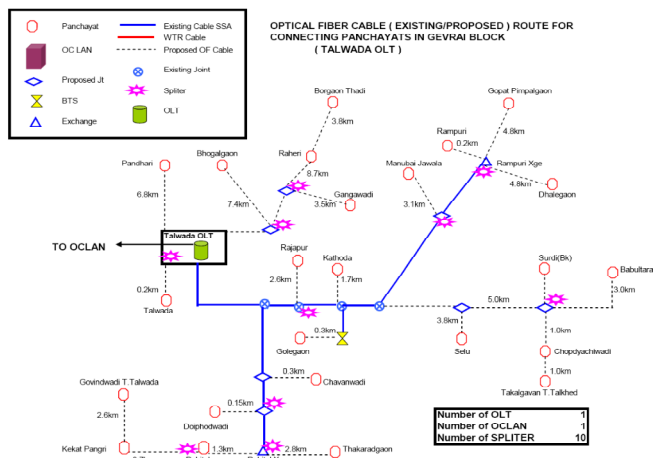 Panchayat
OC LAN
Proposed Jt
BTS
Exchange
Existing Cable SSA
WTR Cable
Proposed OF Cable
Existing Joint
Spliter
OLT
OPTICAL FIBER CABLE ( EXISTING/PROPOSED ) ROUTE FOR
CONNECTING PANCHAYATS IN GEVRAI BLOCK
( TALWADA OLT )
Borgaon Thadi
3.8km
Gopat Pimpalgaon
4.8km
Rampuri
0.2km
Rampuri Xge
4.8km
Dhalegaon
Manubai Jawala
3.1km
Pandhari
6.8km
Bhogalgaon
7.4km
Raheri
8.7km
Gangawadi
3.5km
TO OCLAN
Talwada OLT
0.2km
Talwada
Rajapur
2.6km
Kathoda
1.7km
0.3km
Golegaon
Surdi(Bk)
Babultara
3.0km
5.0km
3.8km
Selu
1.0km
Chopdyachiwadi
1.0km
Takalgavan T.Talkhed
0.3km
Chavanwadi
0.15km
Doiphodwadi
Govindwadi T.Talwada
2.6km
Kekat Pangri
1.3km
2.8km
Thakaradgaon
Number of OLT 1
Number of OCLAN 1
Number of SPLITER 10